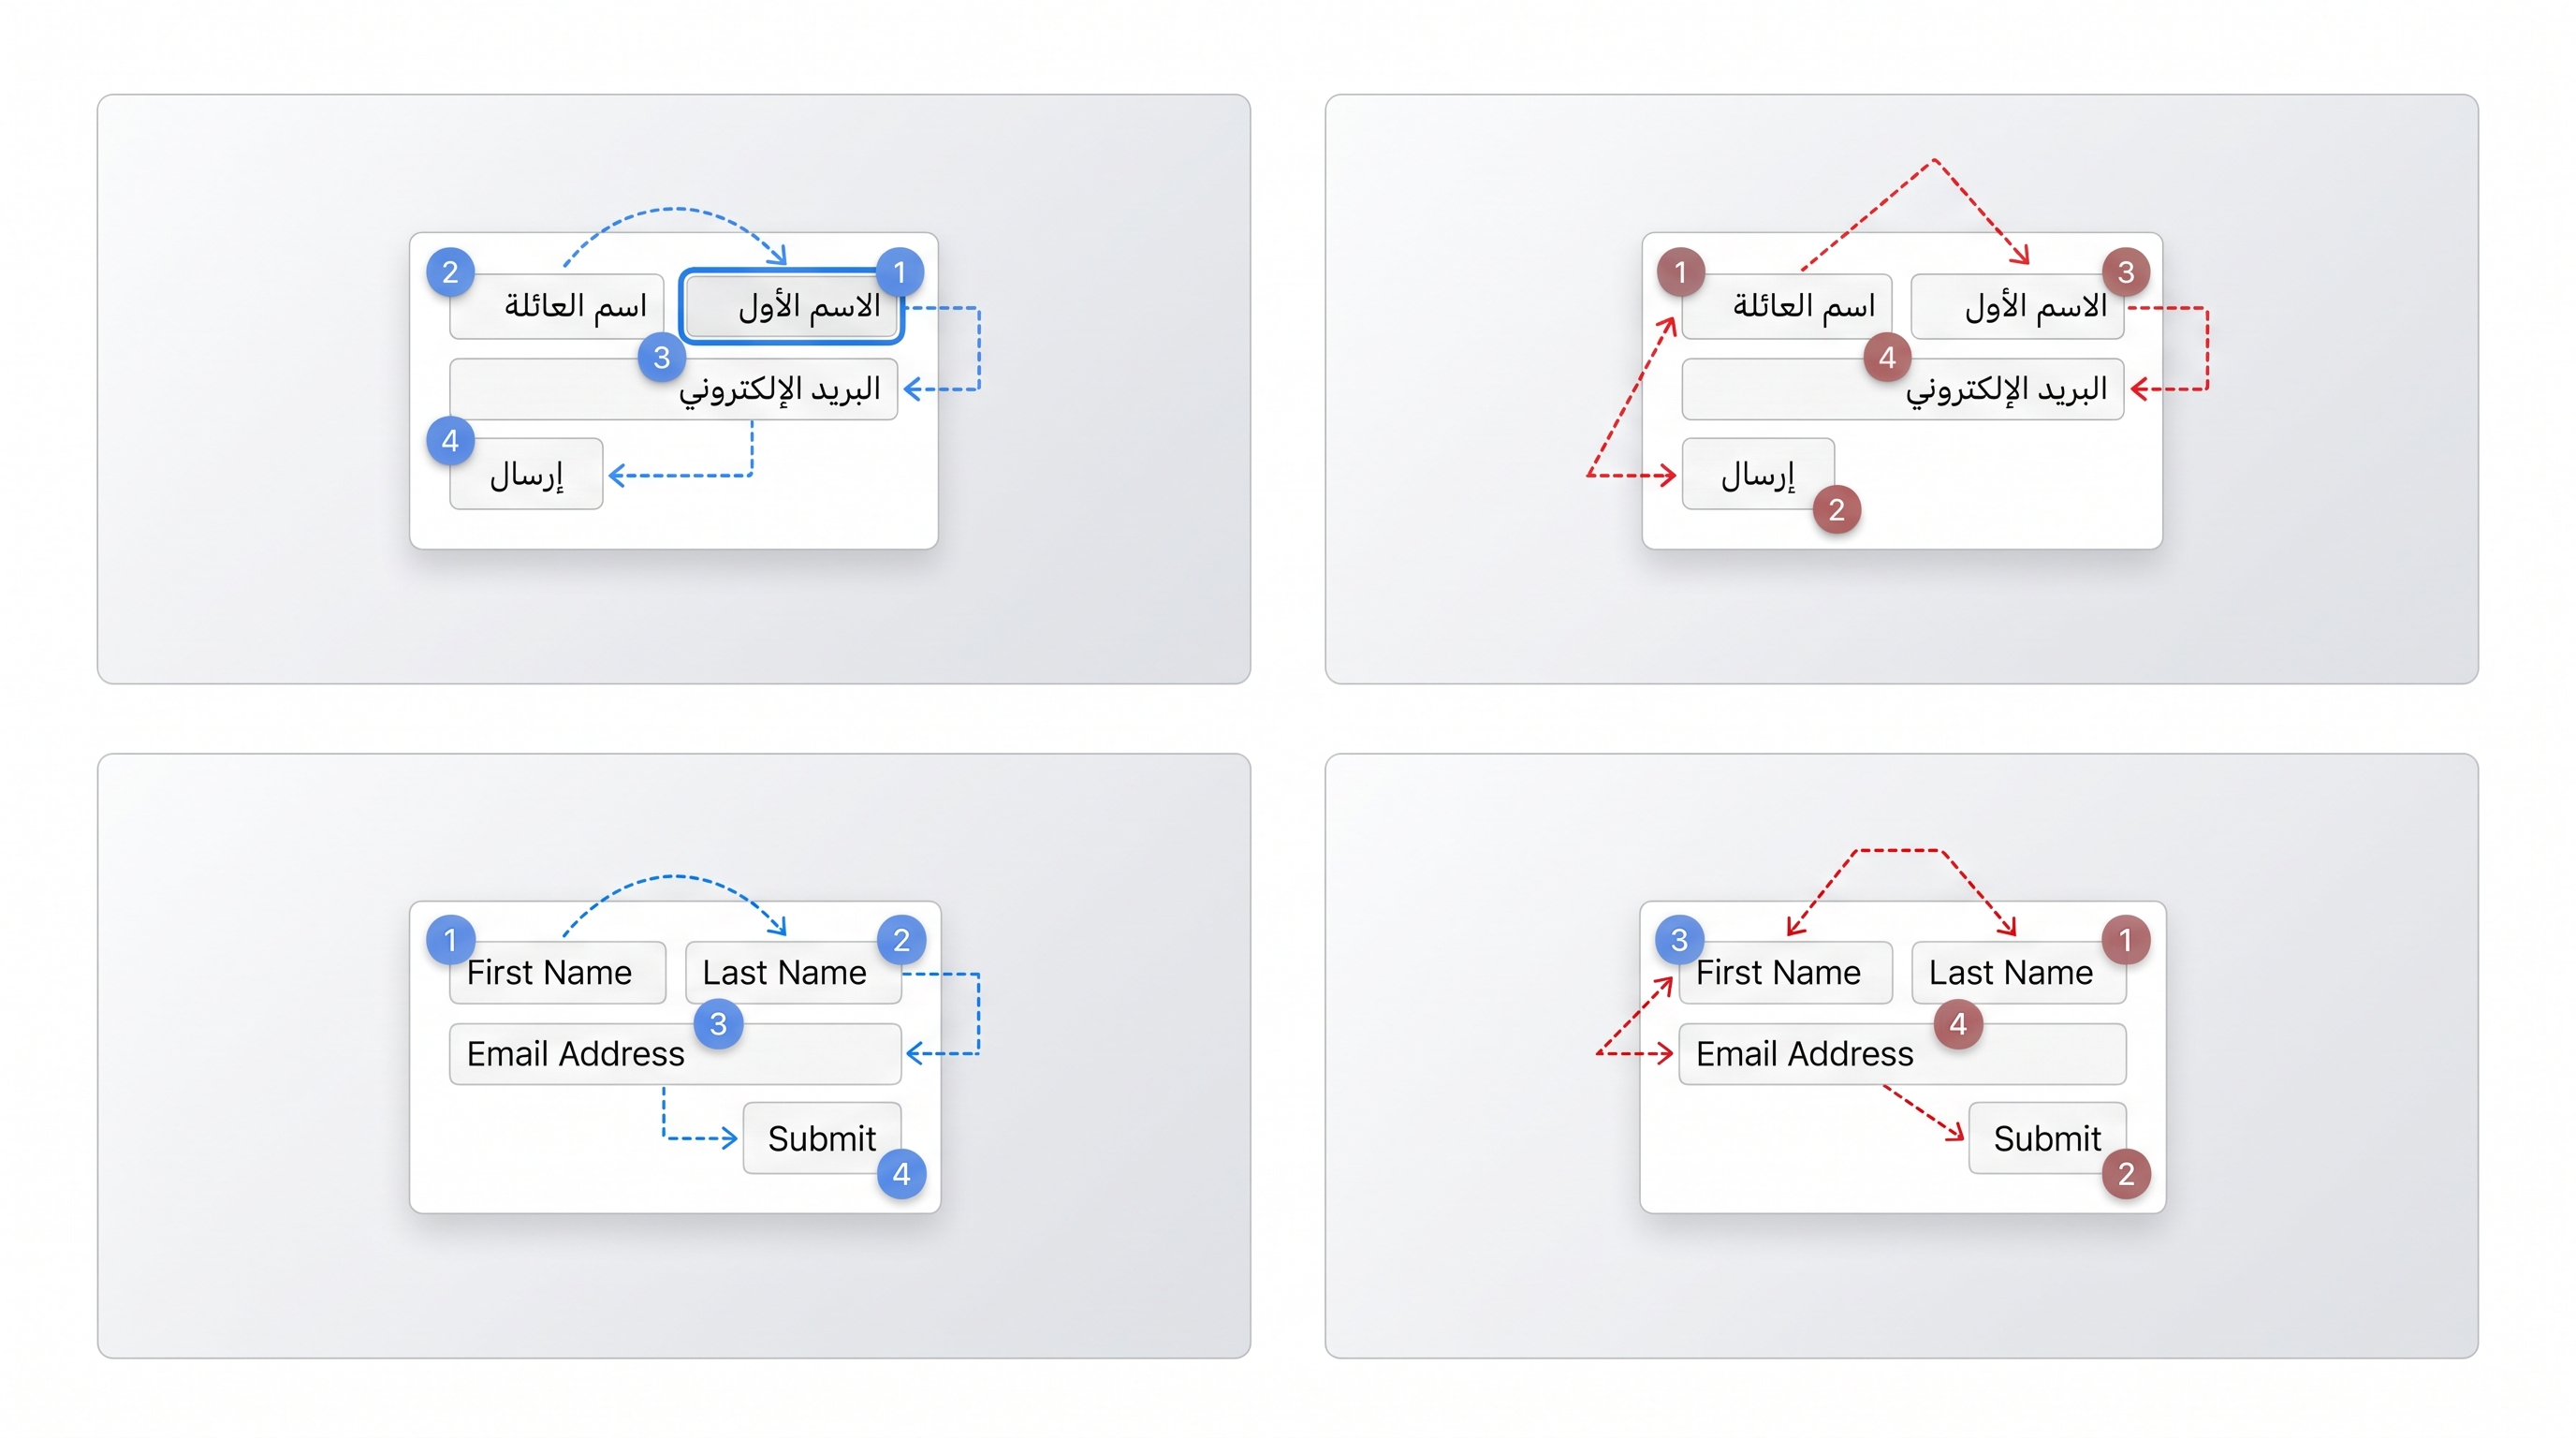 2
1
اسم العائلة
الاسم الأول
3
البريد الإلكتروني
4
إرسال
1
3
اسم العائلة
الاسم الأول
4
البريد الإلكتروني
إرسال
2
1
2
First Name
Last Name
3
Email Address
Submit
4
3
1
First Name
Last Name
4
Email Address
Submit
2